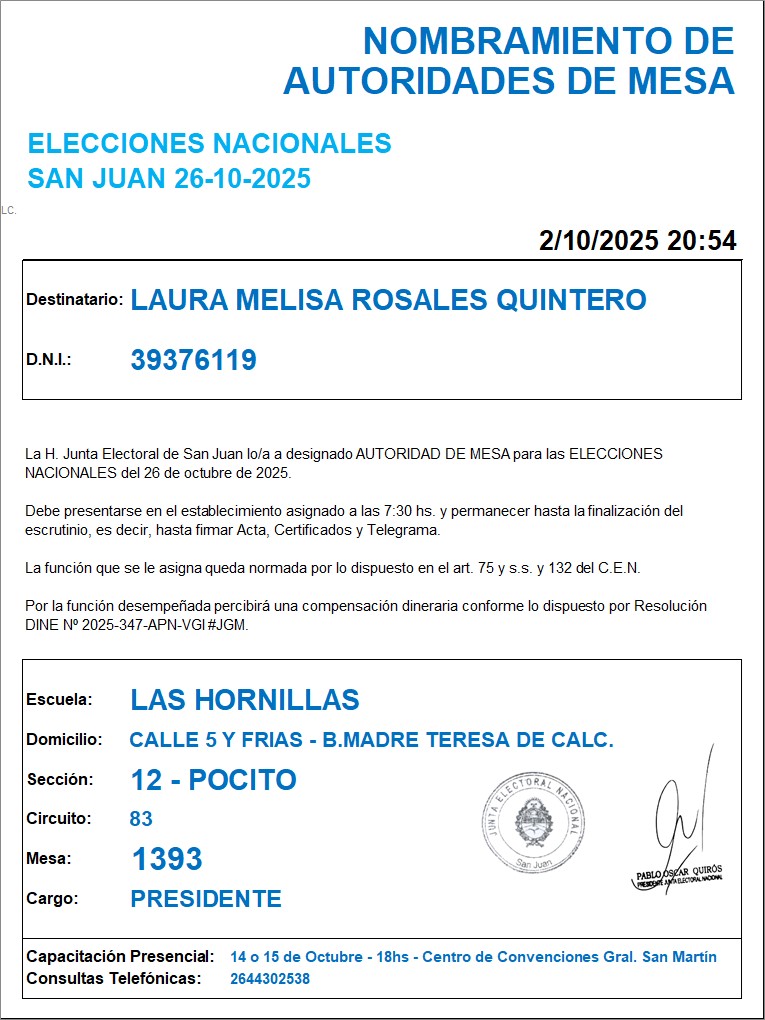 NOMBRAMIENTO DE
AUTORIDADES DE MESA
ELECCIONES NACIONALES
SAN JUAN 26-10-2025
LC.
2/10/2025 20:54
Destinatario: LAURA MELISA ROSALES QUINTERO
D.N.I.: 39376119
La H. Junta Electoral de San Juan lo/a a designado AUTORIDAD DE MESA para las ELECCIONES
NACIONALES del 26 de octubre de 2025.
Debe presentarse en el establecimiento asignado a las 7:30 hs. y permanecer hasta la finalización del
escrutinio, es decir, hasta firmar Acta, Certificados y Telegrama.
La función que se le asigna queda normada por lo dispuesto en el art. 75 y s.s. y 132 del C.E.N.
Por la función desempeñada percibirá una compensación dineraria conforme lo dispuesto por Resolución
DINE Nº 2025-347-APN-VGI#JGM.
Escuela: LAS HORNILLAS
Domicilio: CALLE 5 Y FRIAS - B.MADRE TERESA DE CALC.
Sección: 12 - POCITO
Circuito: 83
Mesa: 1393
Cargo: PRESIDENTE
JUNTA ELECTORAL NACIONAL
San Juan
PABLO OSCAR QUIRÓS
PRESIDENTE JUNTA ELECTORAL NACIONAL
Capacitación Presencial: 14 o 15 de Octubre - 18hs - Centro de Convenciones Gral. San Martín
Consultas Telefónicas: 2644302538